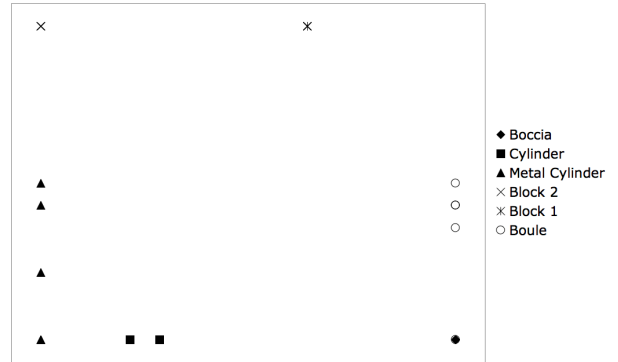 Boccia
Cylinder
Metal Cylinder
Block 2
Block 1
Boule